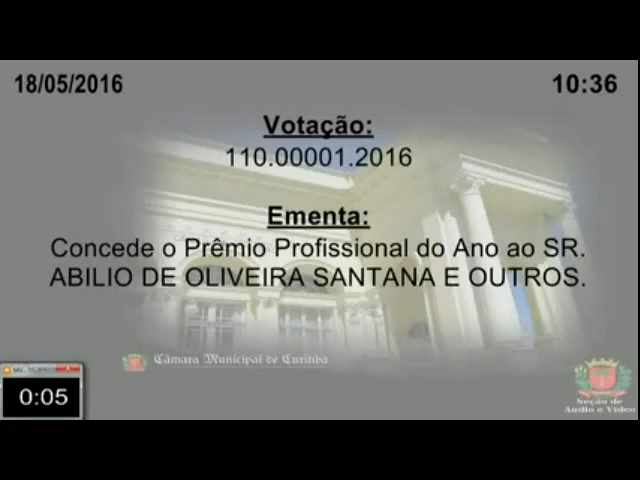 18/05/2016
10:36
Votação:
110.00001.2016
Ementa:
Concede o Prêmio Profissional do Ano ao SR.
ABILIO DE OLIVEIRA SANTANA E OUTROS.
Câmara Municipal de Curitiba
0:05
Seção de
Audio e Vídeo